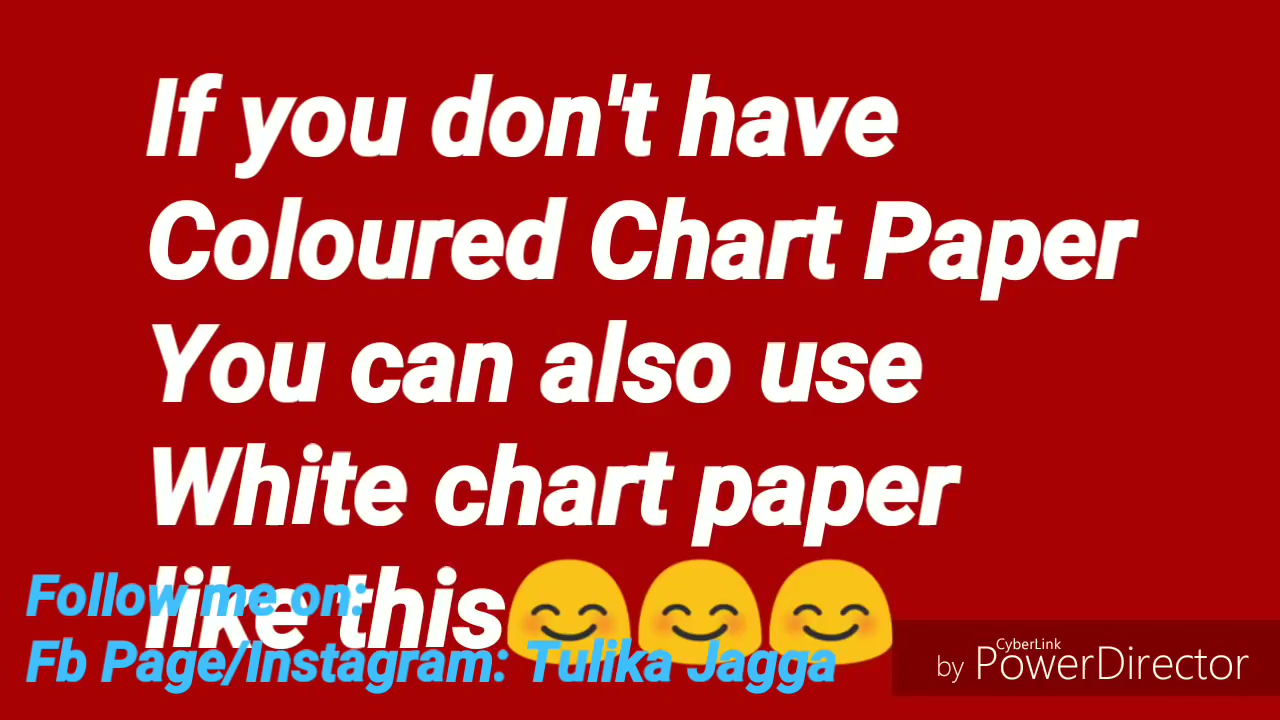 If you don't have
Coloured Chart Paper
You can also use
White chart paper
like this😊😊😊
Follow me on:
Fb Page/Instagram: Tulika Jagga
CyberLink
by PowerDirector